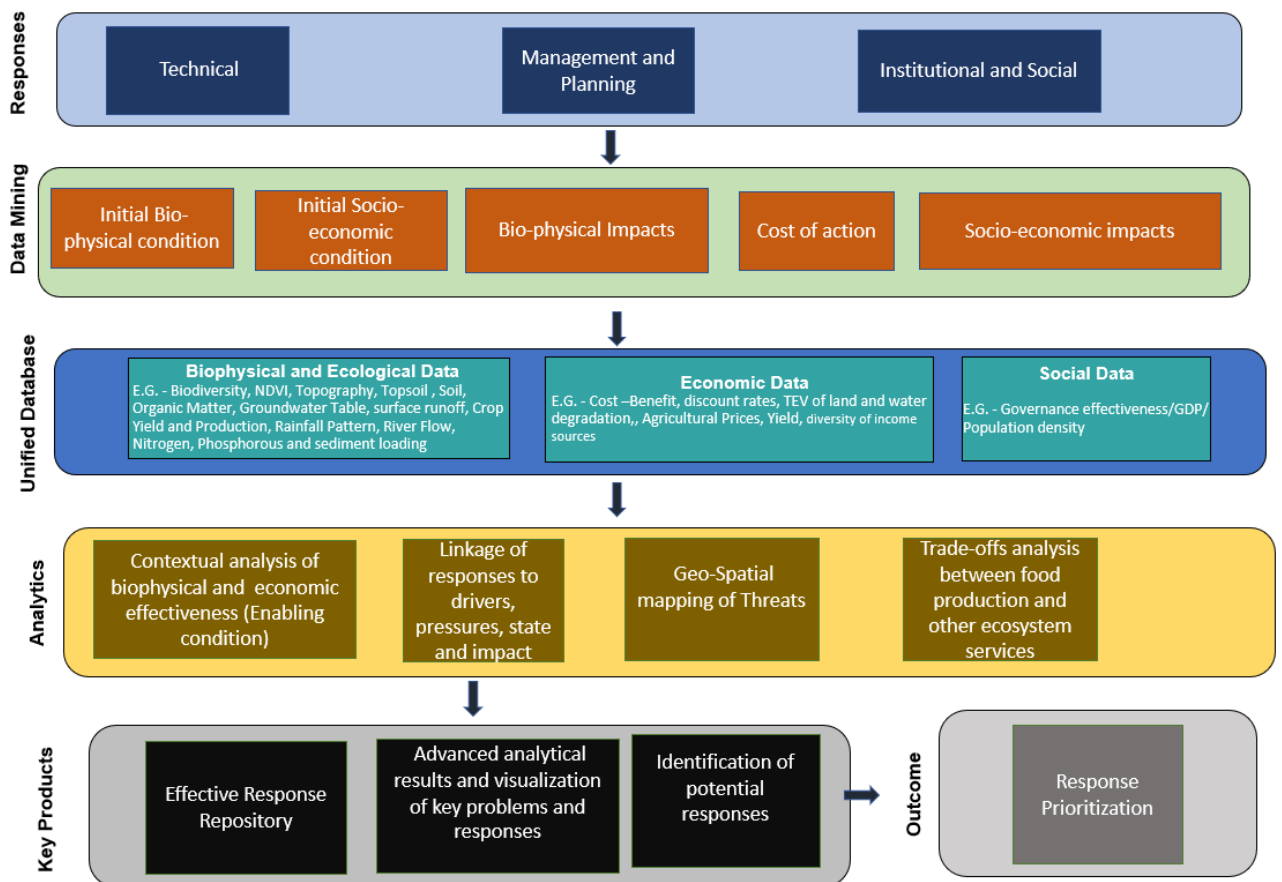 Responses
Technical
Management and
Planning
Institutional and Social
Data Mining
Initial Bio-
physical condition
Initial Socio-
economic
condition
Bio-physical Impacts
Cost of action
Socio-economic impacts
Unified Database
Biophysical and Ecological Data
E.G. - Biodiversity, NDVI, Topography, Topsoil , Soil,
Organic Matter, Groundwater Table, surface runoff, Crop
Yield and Production, Rainfall Pattern, River Flow,
Nitrogen, Phosphorous and sediment loading
Economic Data
E.G. - Cost –Benefit, discount rates, TEV of land and water
degradation,, Agricultural Prices, Yield, diversity of income
sources
Social Data
E.G. - Governance effectiveness/GDP/
Population density
Analytics
Contextual analysis of
biophysical and  economic
effectiveness (Enabling
condition)
Linkage of
responses to
drivers,
pressures, state
and impact
Geo-Spatial
mapping of Threats
Trade-offs analysis
between food
production and
other ecosystem
services
Key Products
Effective Response
Repository
Advanced analytical
results and visualization
of key problems and
responses
Identification of
potential
responses
Outcome
Response
Prioritization